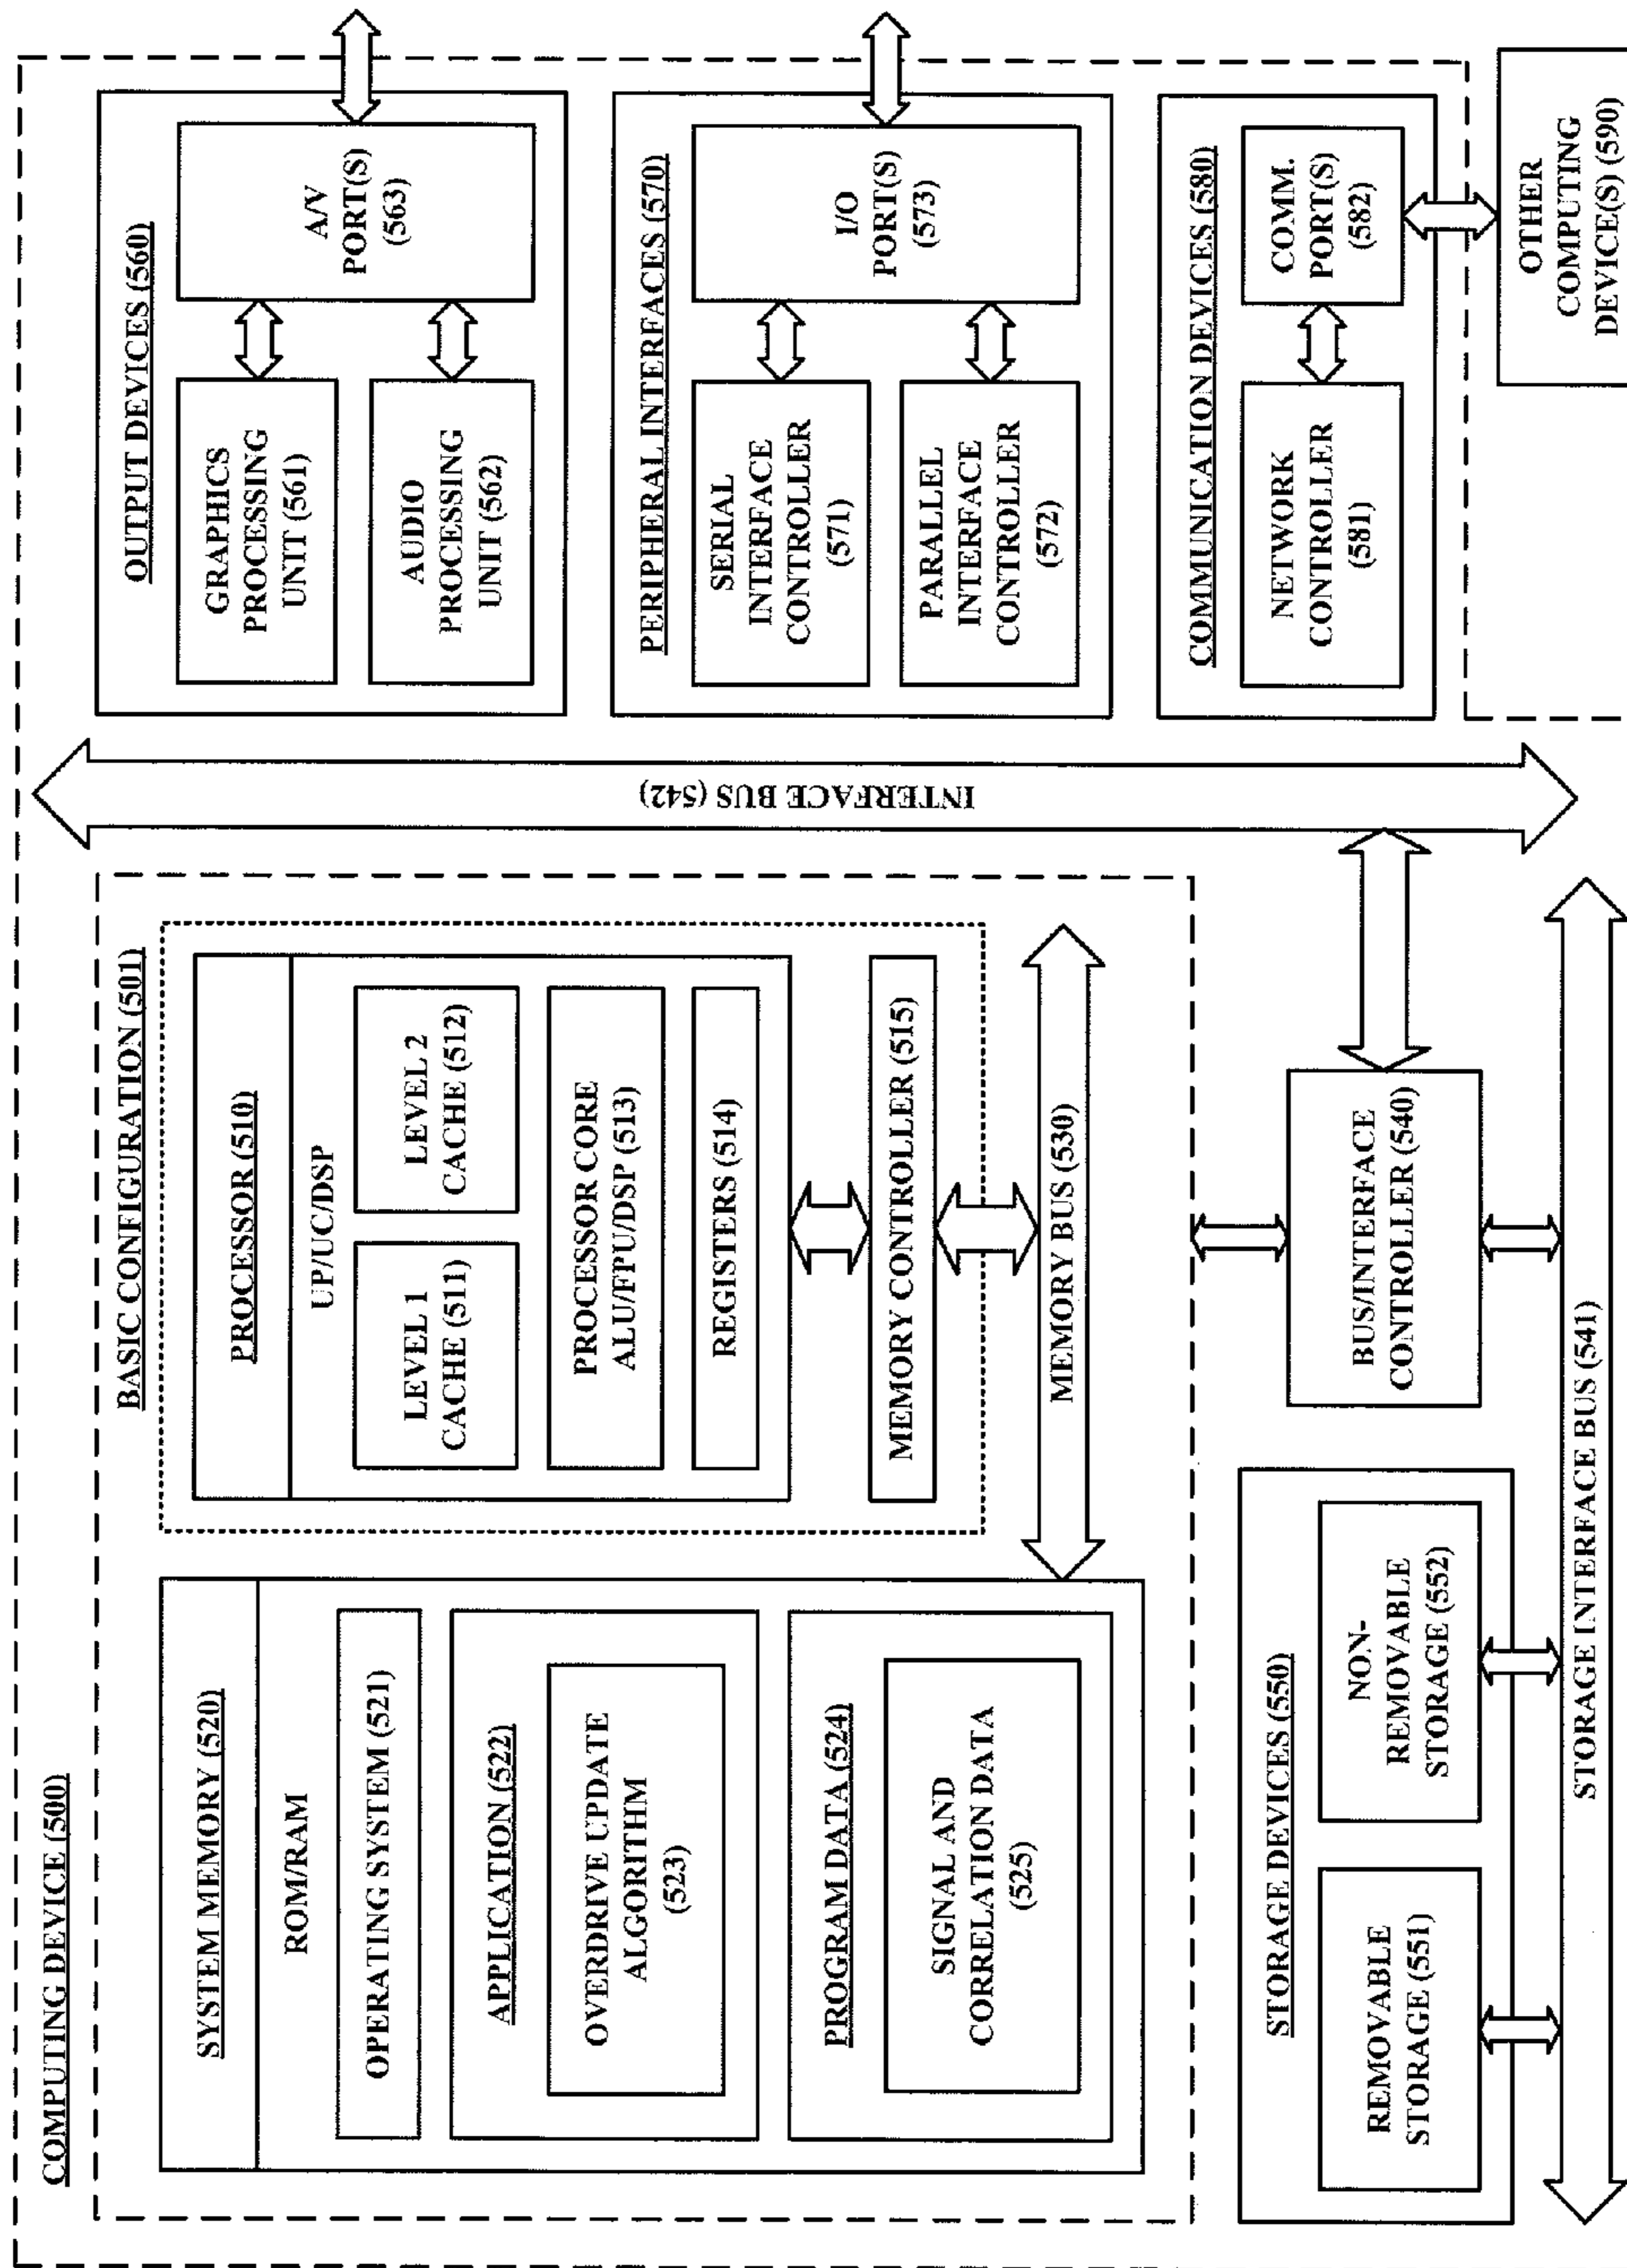 COMPUTING DEVICE (500)
BASIC CONFIGURATION (501)
SYSTEM MEMORY (520)
ROM/RAM
OPERATING SYSTEM (521)
APPLICATION (522)
OVERDRIVE UPDATE
ALGORITHM
(523)
PROGRAM DATA (524)
SIGNAL AND
CORRELATION DATA
(525)
PROCESSOR (510)
UP/UC/DSP
LEVEL 1
CACHE (511)
LEVEL 2
CACHE (512)
PROCESSOR CORE
ALU/FPU/DSP (513)
REGISTERS (514)
MEMORY CONTROLLER (515)
MEMORY BUS (530)
BUS/INTERFACE
CONTROLLER (540)
STORAGE DEVICES (550)
REMOVABLE
STORAGE (551)
NON-
REMOVABLE
STORAGE (552)
STORAGE INTERFACE BUS (541)
INTERFACE BUS (542)
OUTPUT DEVICES (560)
GRAPHICS
PROCESSING
UNIT (561)
AUDIO
PROCESSING
UNIT (562)
A/V
PORT(S)
(563)
PERIPHERAL INTERFACES (570)
SERIAL
INTERFACE
CONTROLLER
(571)
PARALLEL
INTERFACE
CONTROLLER
(572)
I/O
PORT(S)
(573)
COMMUNICATION DEVICES (580)
NETWORK
CONTROLLER
(581)
COMM.
PORT(S)
(582)
OTHER
COMPUTING
DEVICE(S) (590)